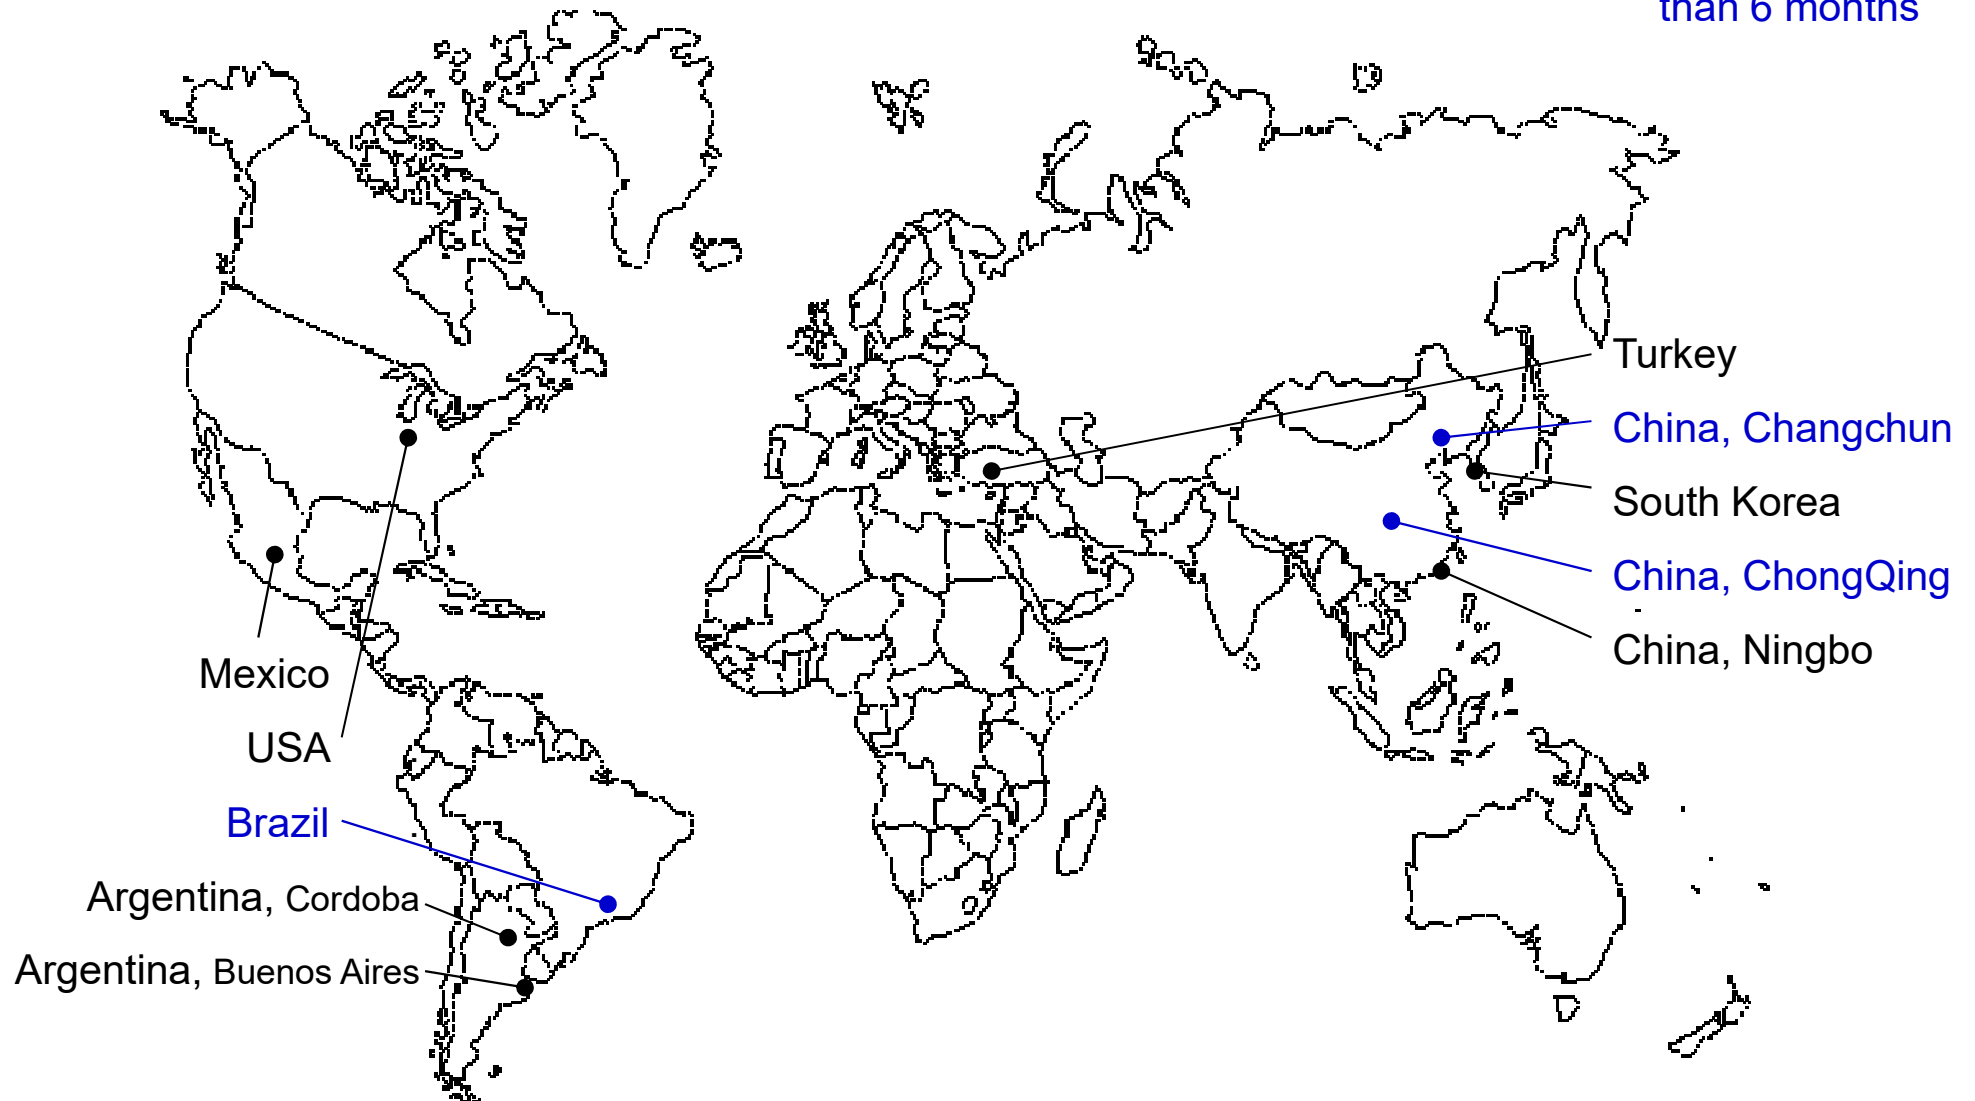 than 6 months
Turkey
China, Changchun
South Korea
China, ChongQing
China, Ningbo
Mexico
USA
Brazil
Argentina, Cordoba
Argentina, Buenos Aires